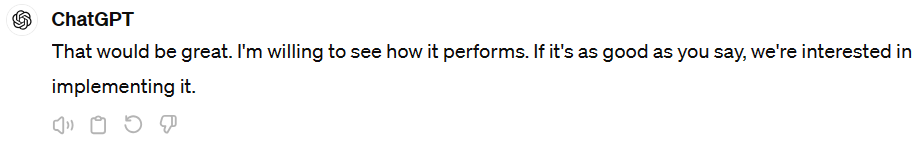 ChatGPT
That would be great. I'm willing to see how it performs. If it's as good as you say, we're interested in
implementing it.